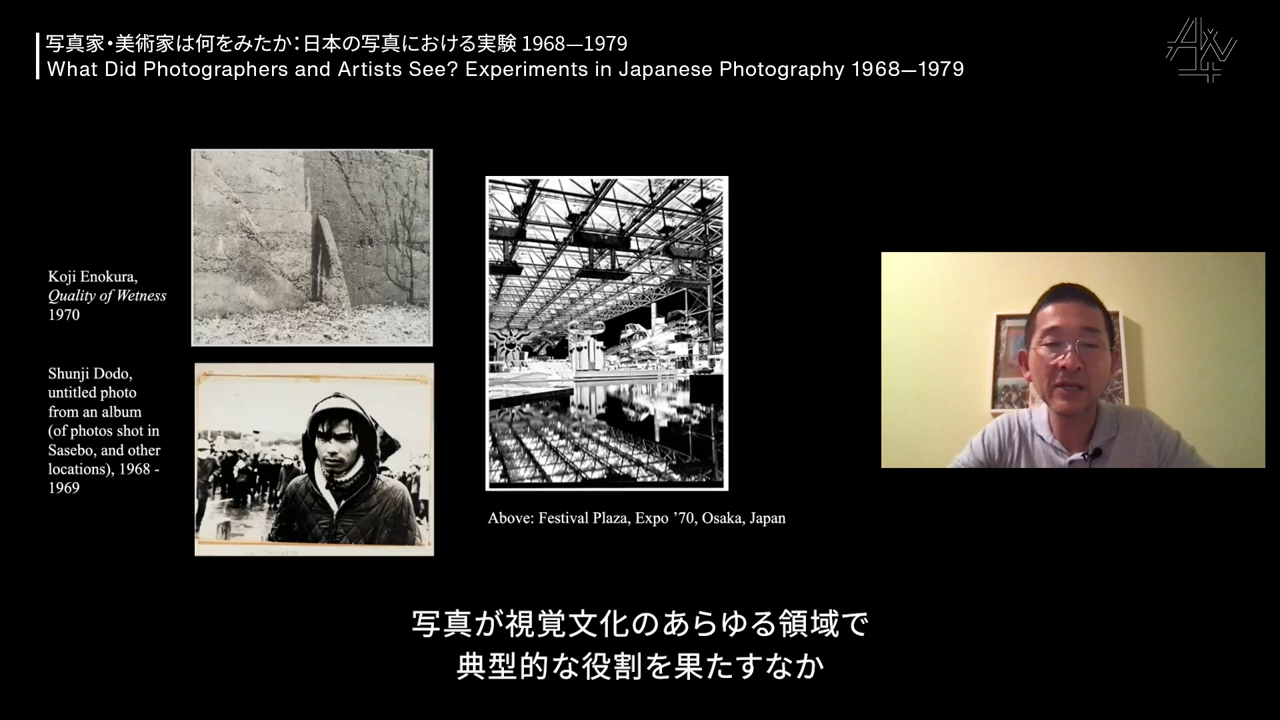 写真家・美術家は何をみたか：日本の写真における実験 1968—1979
What Did Photographers and Artists See? Experiments in Japanese Photography 1968—1979
Koji Enokura,
Quality of Wetness
1970
Shunji Dodo,
untitled photo
from an album
(of photos shot in
Sasebo, and other
locations), 1968 -
1969
Above: Festival Plaza, Expo ’70, Osaka, Japan
写真が視覚文化のあらゆる領域で
典型的な役割を果たすなか